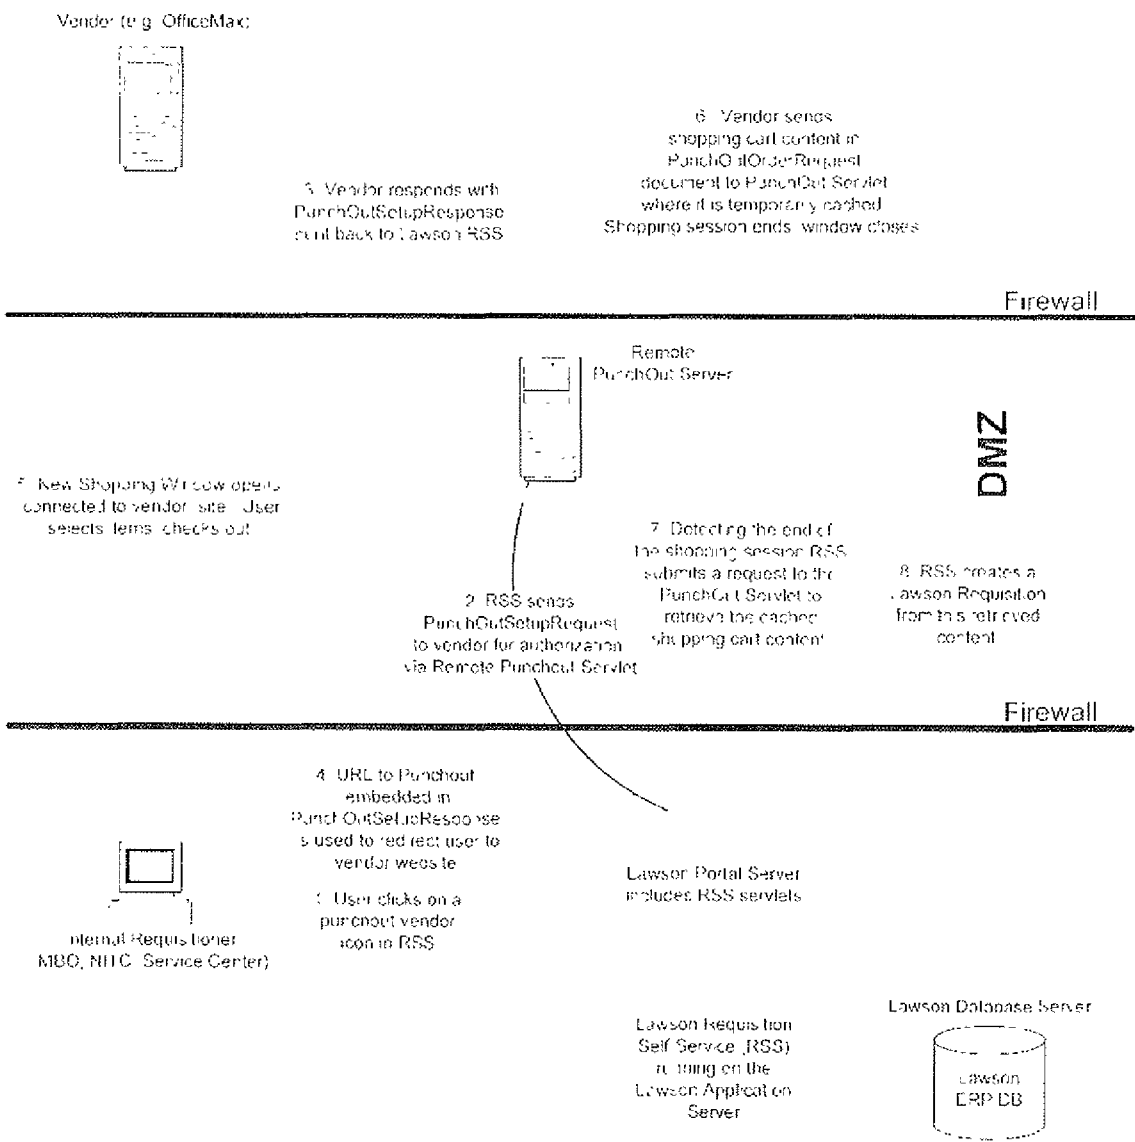 Vendor (e.g. OfficeMax)
6. Vendor sends
shopping cart content in
PunchOutOrderRequest
document to PunchOut Servlet
where it is temporarily cached
Shopping session ends, window closes
3. Vendor responds with
PunchOutSetupResponse
sent back to Lawson RSS
Firewall
Remote
PunchOut Server
DMZ
5. New Shopping Window opens
connected to vendor site. User
selects items, checks out
7. Detecting the end of
the shopping session RSS
submits a request to the
PunchOut Servlet to
retrieve the cached
shopping cart content
8. RSS creates a
Lawson Requisition
from this retrieved
content
2. RSS sends
PunchOutSetupRequest
to vendor for authorization
via Remote Punchout Servlet
Firewall
4. URL to Punchout
embedded in
PunchOutSetupResponse
is used to redirect user to
vendor website
1. User clicks on a
punchout vendor
icon in RSS
Internal Requisitioner
MBO, NITC, Service Center)
Lawson Portal Server
includes RSS servlets
Lawson Requisition
Self Service (RSS)
running on the
Lawson Application
Server
Lawson Database Server
Lawson
ERP DB